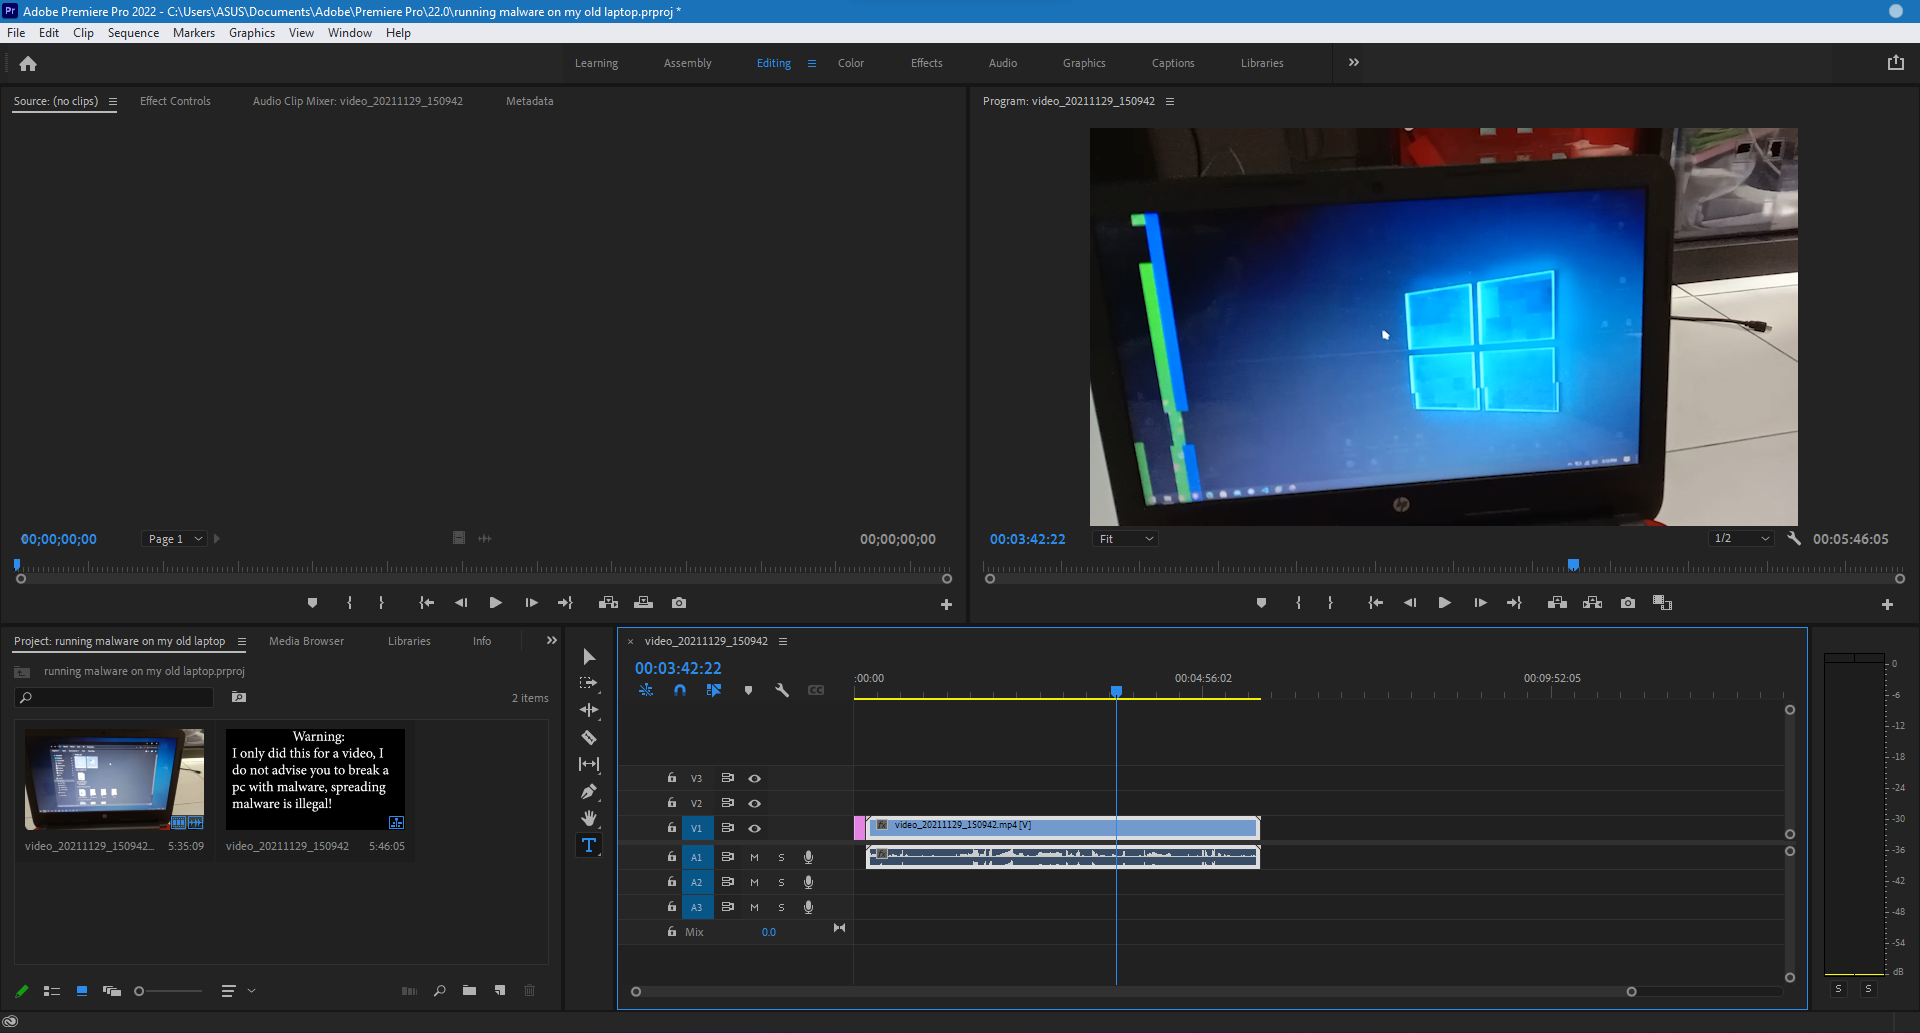 Pr Adobe Premiere Pro 2022 - C:\Users\ASUS\Documents\Adobe\Premiere Pro\22.0\running malware on my old laptop.prproj *
File Edit Clip Sequence Markers Graphics View Window Help
Learning Assembly Editing Color Effects Audio Graphics Captions Libraries
Source: (no clips) Effect Controls Audio Clip Mixer: video_20211129_150942 Metadata
Program: video_20211129_150942
hp
00;00;00;00 Page 1 00;00;00;00
00:03:42:22 Fit 1/2 00:05:46:05
Project: running malware on my old laptop Media Browser Libraries Info
running malware on my old laptop.prproj
2 items
Warning:
I only did this for a video, I
do not advise you to break a
pc with malware, spreading
malware is illegal!
video_20211129_150942... 5:35:09
video_20211129_150942 5:46:05
× video_20211129_150942
00:03:42:22
:00:00 00:04:56:02 00:09:52:05
V3
V2
V1
video_20211129_150942.mp4 [V]
A1 M S
A2 M S
A3 M S
Mix 0.0
0
-6
-12
-18
-24
-30
-36
-42
-48
-54
dB
S S